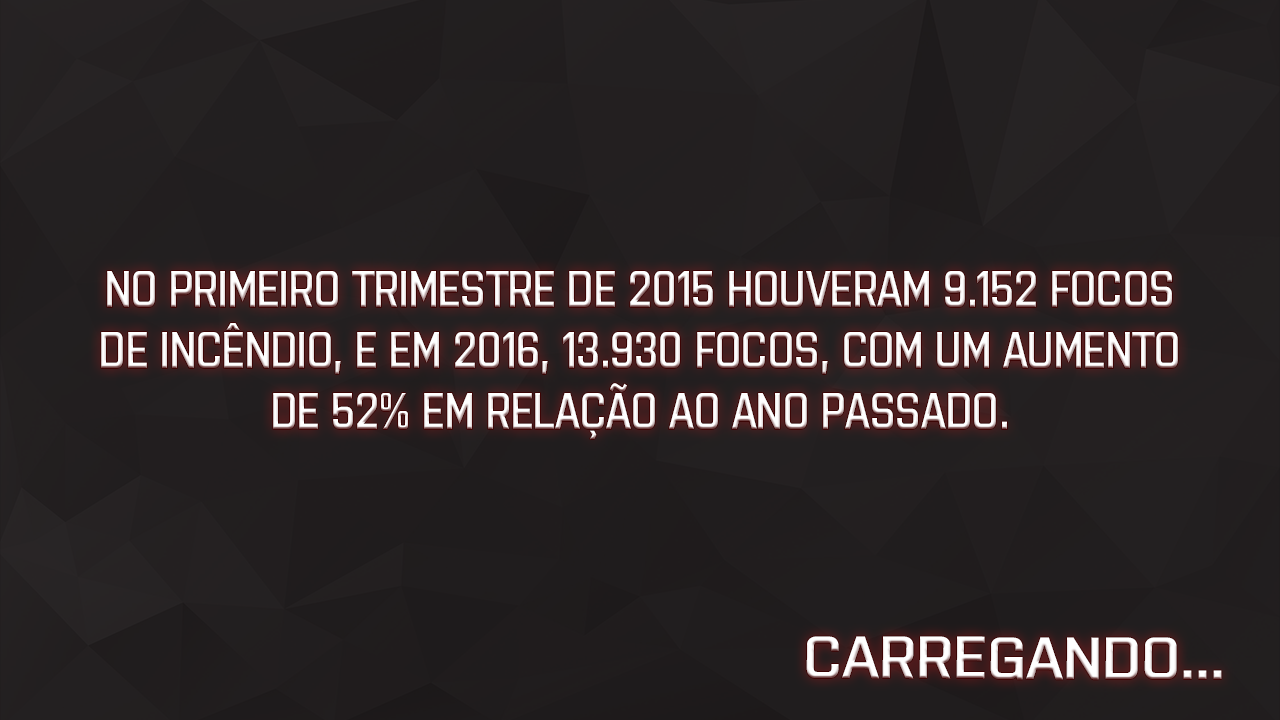 NO PRIMEIRO TRIMESTRE DE 2015 HOUVERAM 9.152 FOCOS
DE INCÊNDIO, E EM 2016, 13.930 FOCOS, COM UM AUMENTO
DE 52% EM RELAÇÃO AO ANO PASSADO.
CARREGANDO...